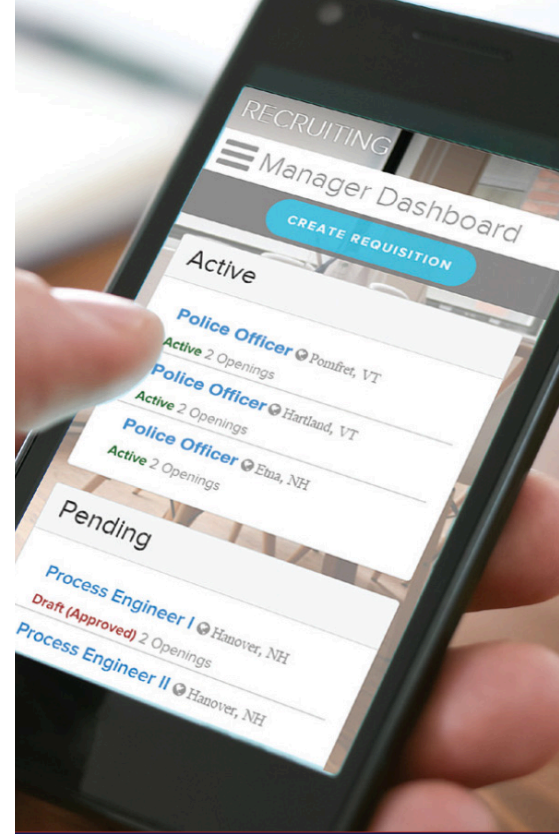 RECRUITING
Manager Dashboard
CREATE REQUISITION
Active
Police Officer Pomfret, VT
Active 2 Openings
Police Officer Hartland, VT
Active 2 Openings
Police Officer Etna, NH
Active 2 Openings
Pending
Process Engineer I Hanover, NH
Draft (Approved) 2 Openings
Process Engineer II Hanover, NH